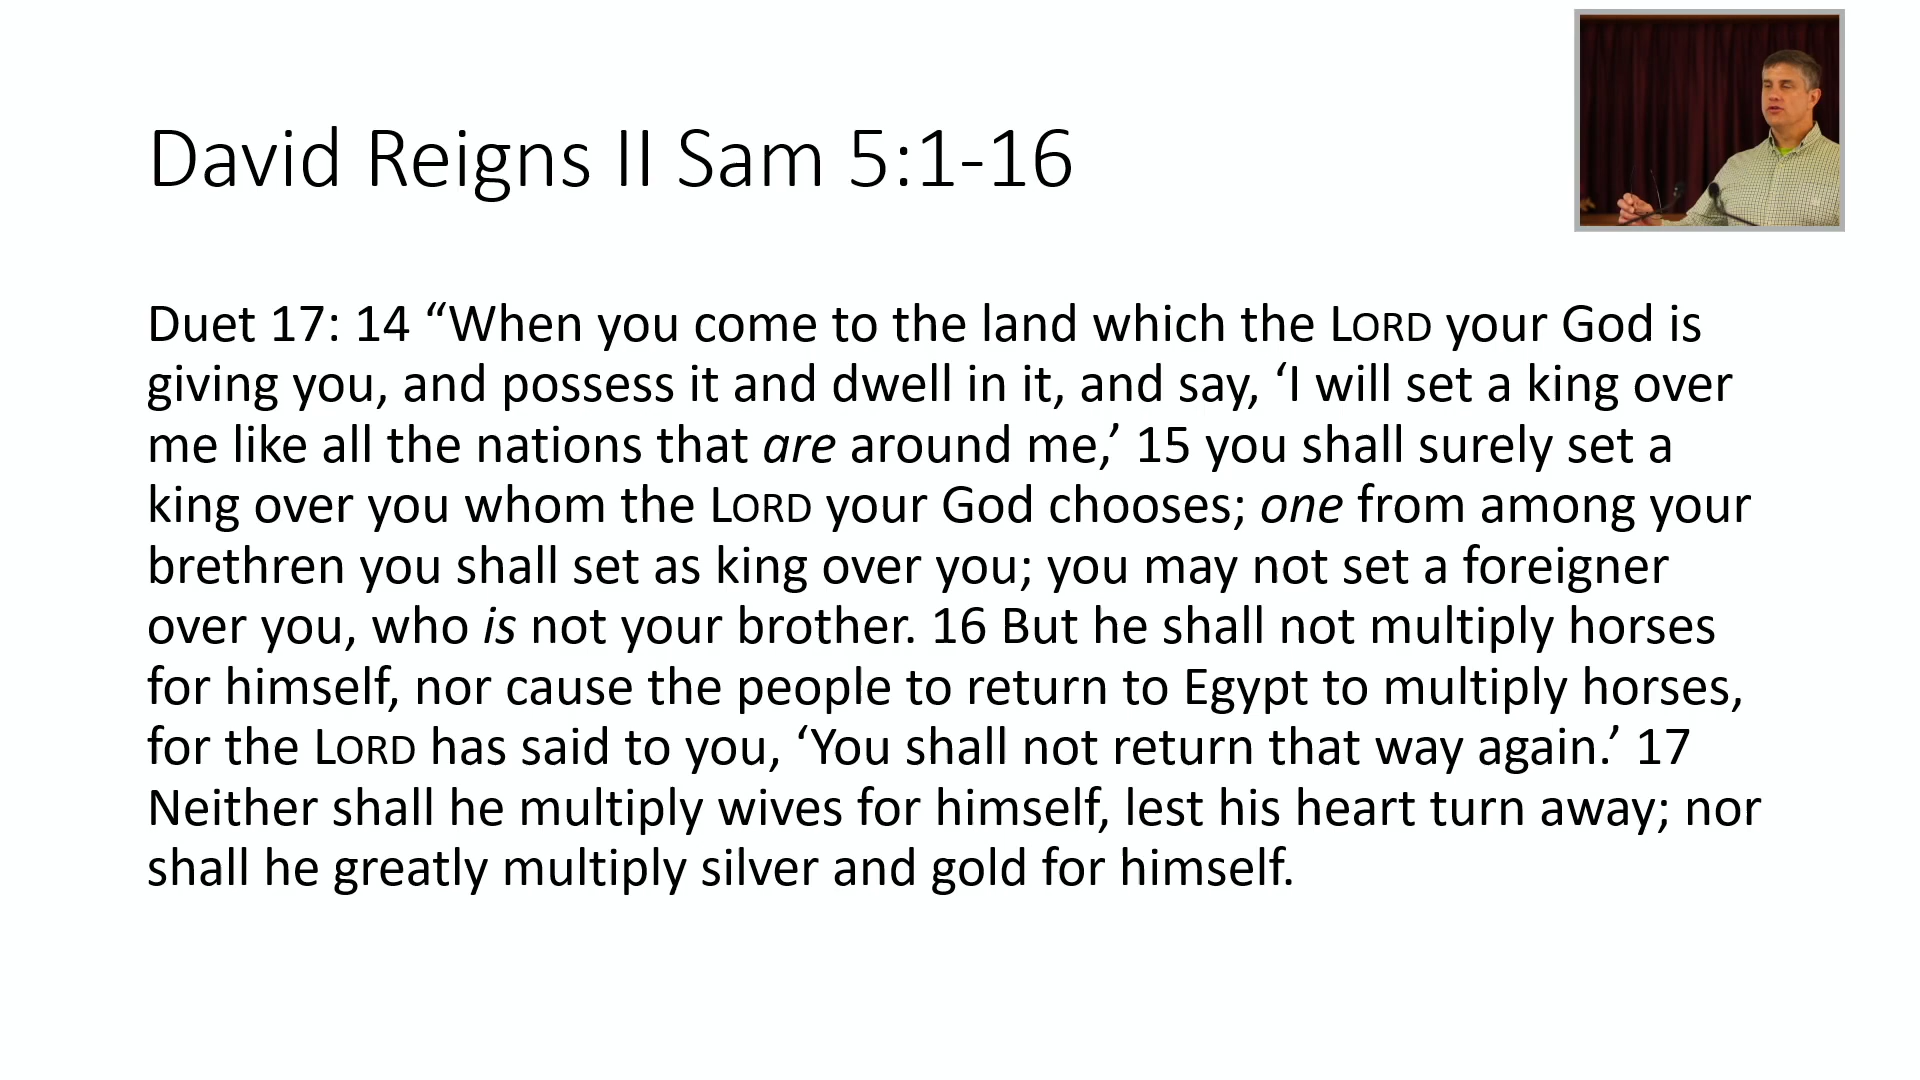 David Reigns II Sam 5:1-16
Duet 17: 14 “When you come to the land which the LORD your God is
giving you, and possess it and dwell in it, and say, ‘I will set a king over
me like all the nations that are around me,’ 15 you shall surely set a
king over you whom the LORD your God chooses; one from among your
brethren you shall set as king over you; you may not set a foreigner
over you, who is not your brother. 16 But he shall not multiply horses
for himself, nor cause the people to return to Egypt to multiply horses,
for the LORD has said to you, ‘You shall not return that way again.’ 17
Neither shall he multiply wives for himself, lest his heart turn away; nor
shall he greatly multiply silver and gold for himself.